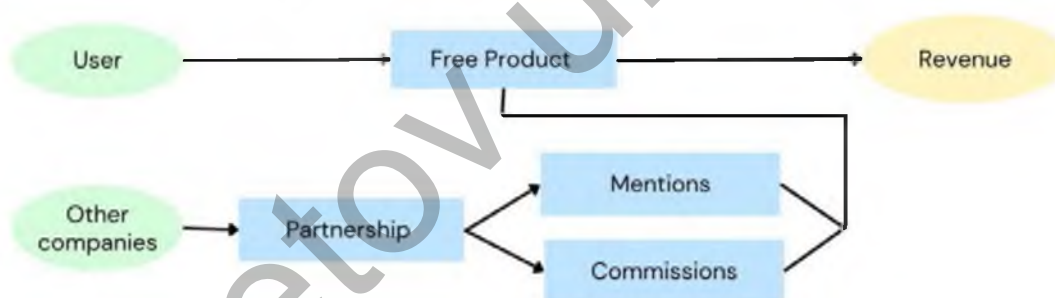 User
Free Product
Revenue
Other
companies
Partnership
Mentions
Commissions